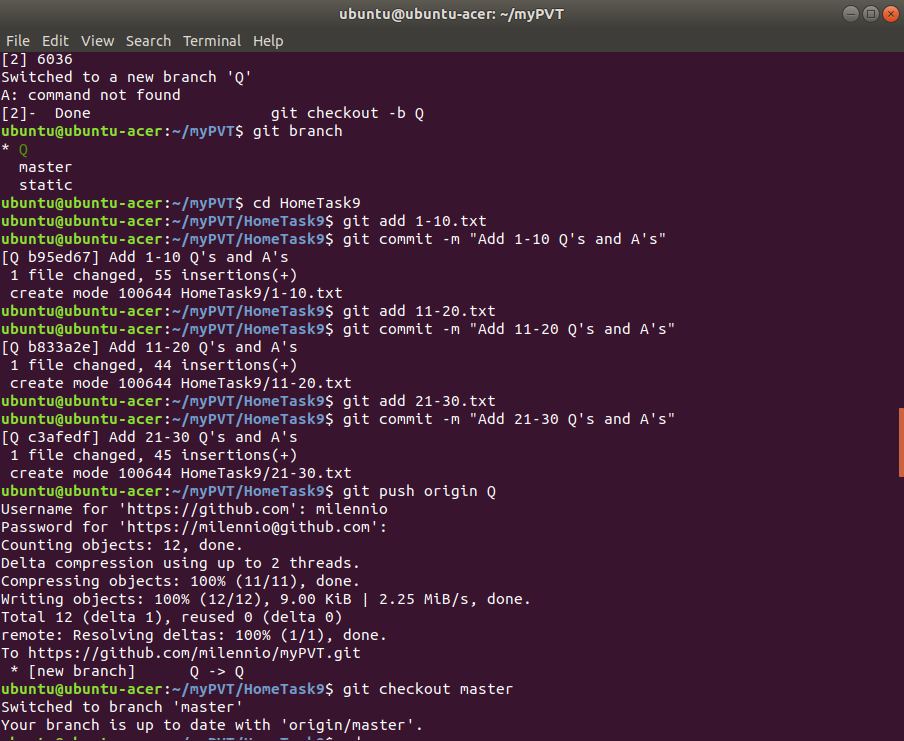 ubuntu@ubuntu-acer: ~/myPVT
File Edit View Search Terminal Help
[2] 6036
Switched to a new branch 'Q'
A: command not found
[2]-  Done                    git checkout -b Q
ubuntu@ubuntu-acer:~/myPVT$ git branch
* Q
  master
  static
ubuntu@ubuntu-acer:~/myPVT$ cd HomeTask9
ubuntu@ubuntu-acer:~/myPVT/HomeTask9$ git add 1-10.txt
ubuntu@ubuntu-acer:~/myPVT/HomeTask9$ git commit -m "Add 1-10 Q's and A's"
[Q b95ed67] Add 1-10 Q's and A's
 1 file changed, 55 insertions(+)
 create mode 100644 HomeTask9/1-10.txt
ubuntu@ubuntu-acer:~/myPVT/HomeTask9$ git add 11-20.txt
ubuntu@ubuntu-acer:~/myPVT/HomeTask9$ git commit -m "Add 11-20 Q's and A's"
[Q b833a2e] Add 11-20 Q's and A's
 1 file changed, 44 insertions(+)
 create mode 100644 HomeTask9/11-20.txt
ubuntu@ubuntu-acer:~/myPVT/HomeTask9$ git add 21-30.txt
ubuntu@ubuntu-acer:~/myPVT/HomeTask9$ git commit -m "Add 21-30 Q's and A's"
[Q c3afedf] Add 21-30 Q's and A's
 1 file changed, 45 insertions(+)
 create mode 100644 HomeTask9/21-30.txt
ubuntu@ubuntu-acer:~/myPVT/HomeTask9$ git push origin Q
Username for 'https://github.com': milennio
Password for 'https://milennio@github.com':
Counting objects: 12, done.
Delta compression using up to 2 threads.
Compressing objects: 100% (11/11), done.
Writing objects: 100% (12/12), 9.00 KiB | 2.25 MiB/s, done.
Total 12 (delta 1), reused 0 (delta 0)
remote: Resolving deltas: 100% (1/1), done.
To https://github.com/milennio/myPVT.git
 * [new branch]      Q -> Q
ubuntu@ubuntu-acer:~/myPVT/HomeTask9$ git checkout master
Switched to branch 'master'
Your branch is up to date with 'origin/master'.